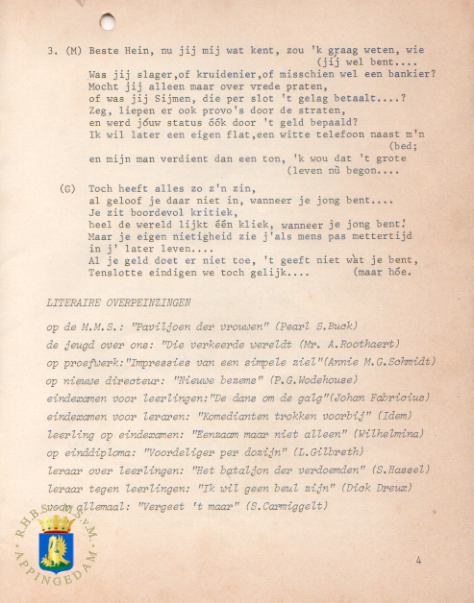 3. (M) Beste Hein, nu jij mij wat kent, zou 'k graag weten, wie
(jij wel bent....
Was jij slager,of kruidenier,of misschien wel een bankier?
Mocht jij alleen maar over vrede praten,
of was jij Sijmen, die per slot 't gelag betaalt....?
Zeg, liepen er ook provo's door de straten,
en werd jóuw status óók door 't geld bepaald?
Ik wil later een eigen flat,een witte telefoon naast m'n
(bed;
en mijn man verdient dan een ton, 'k wou dat 't grote
(leven nù begon....
(G) Toch heeft alles zo z'n zin,
al geloof je daar niet in, wanneer je jong bent....
Je zit boordevol kritiek,
heel de wereld lijkt één kliek, wanneer je jong bent!
Maar je eigen nietigheid zie j'als mens pas mettertijd
in j' later leven....
Al je geld doet er niet toe, 't geeft niet wàt je bent,
Tenslotte eindigen we toch gelijk.... (maar hóe.
LITERAIRE OVERPEINZINGEN
op de M.M.S.: "Paviljoen der vrouwen" (Pearl S.Buck)
de jeugd over ons: "Die verkeerde wereldt (Mr. A.Roothaert)
op proefwerk:"Impressies van een simpele ziel"(Annie M.G.Schmidt)
op nieuwe directeur: "Nieuwe bezems" (P.G.Wodehouse)
eindexamen voor leerlingen:"De dans om de galg"(Johan Fabricius)
eindexamen voor leraren: "Komedianten trokken voorbij" (Idem)
leerling op eindexamen: "Eenzaam maar niet alleen" (Wilhelmina)
op einddiploma: "Voordeliger per dozijn" (L.Gilbreth)
leraar over leerlingen: "Het bataljon der verdoemden" (S.Hassel)
leraar tegen leerlingen: "Ik wil geen beul zijn" (Dick Dreux)
voor allemaal: "Vergeet 't maar" (S.Carmiggelt)
4
APPINGEDAM